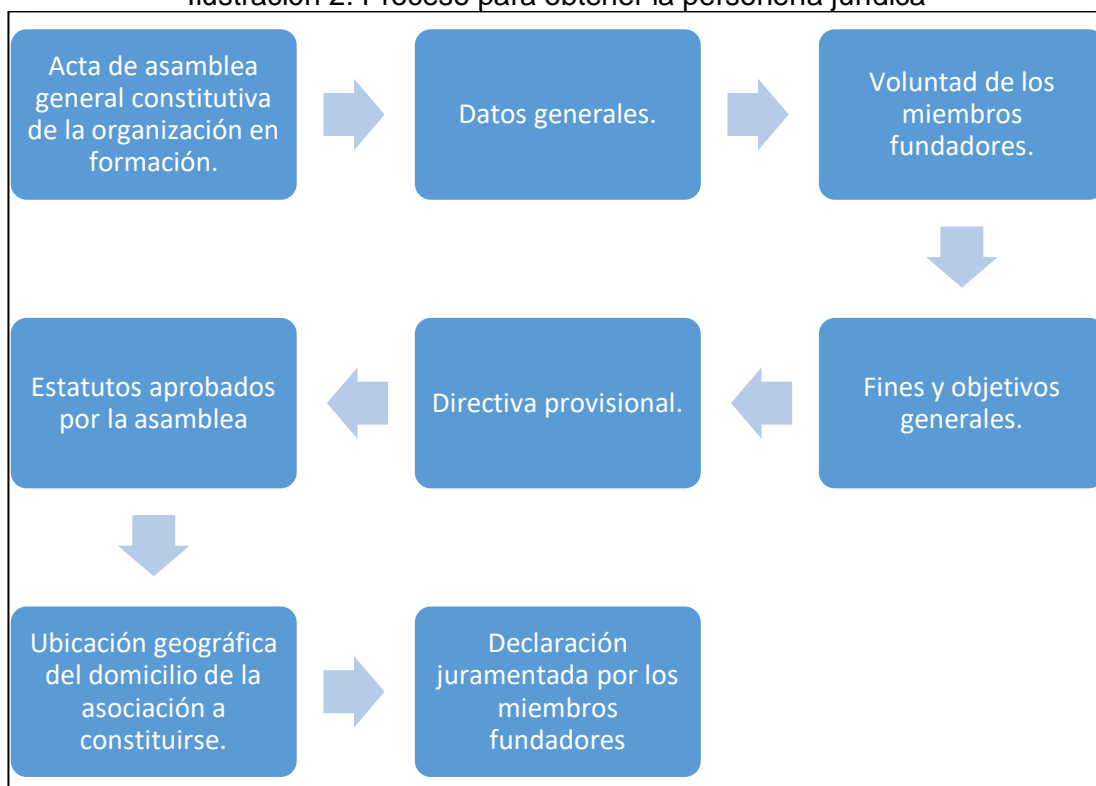 Ilustración 2. Proceso para obtener la personería jurídica
Acta de asamblea
general constitutiva
de la organización en
formación.
Datos generales.
Voluntad de los
miembros
fundadores.
Fines y objetivos
generales.
Directiva provisional.
Estatutos aprobados
por la asamblea
Ubicación geográfica
del domicilio de la
asociación a
constituirse.
Declaración
juramentada por los
miembros
fundadores